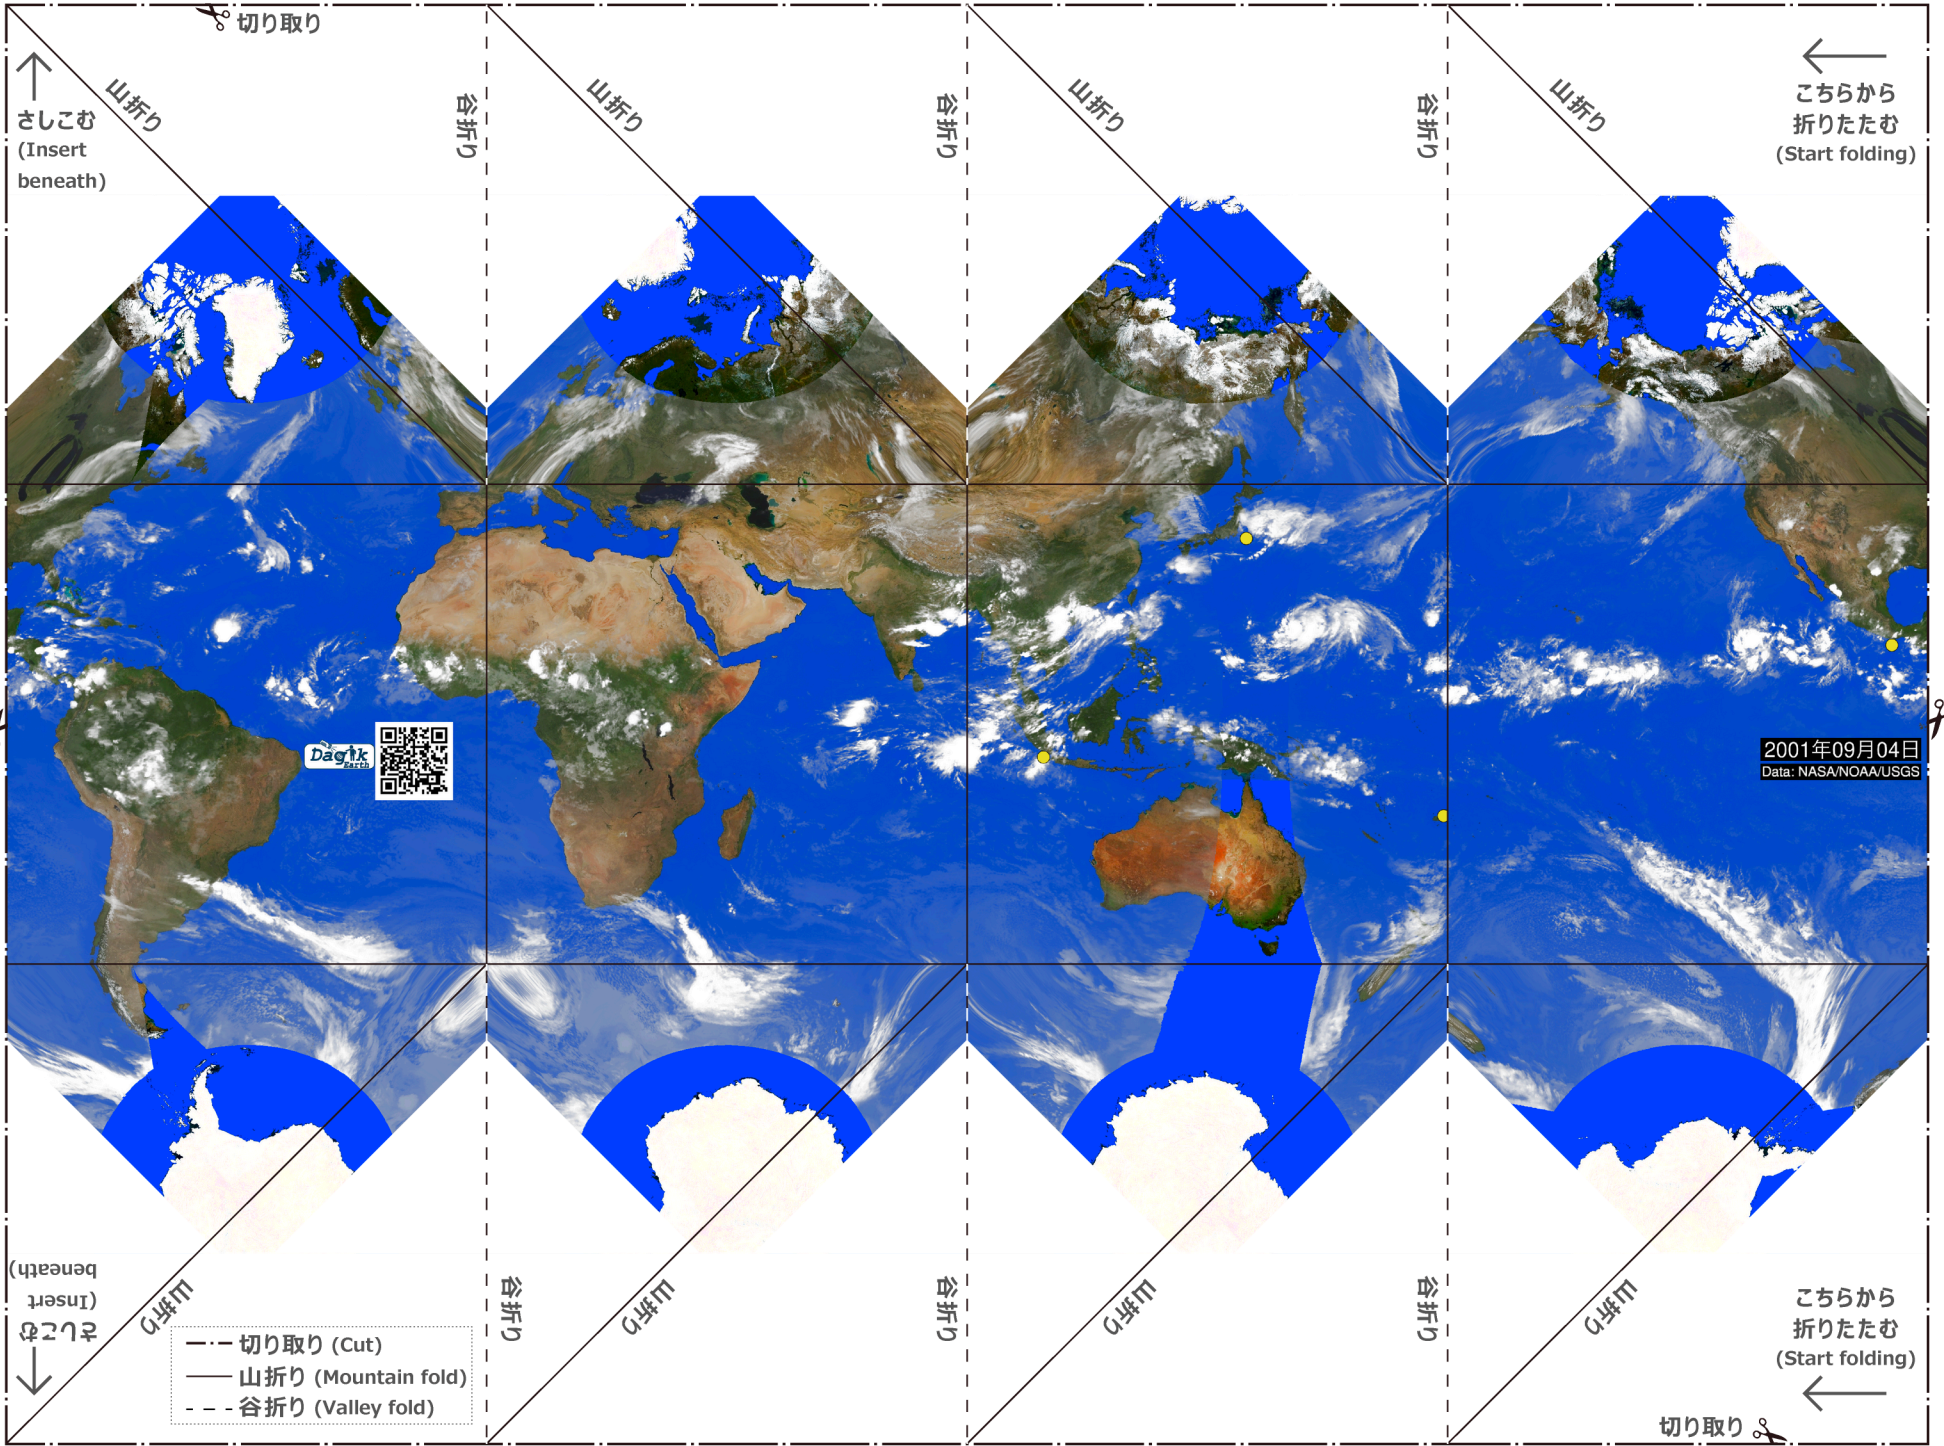 切り取り
さしこむ
(Insert
beneath)
山折り
谷折り
山折り
谷折り
山折り
谷折り
山折り
こちらから
折りたたむ
(Start folding)
Dagik
Earth
2001年09月04日
Data: NASA/NOAA/USGS
さしこむ
(Insert
beneath)
山折り
谷折り
山折り
谷折り
山折り
谷折り
山折り
こちらから
折りたたむ
(Start folding)
切り取り (Cut)
山折り (Mountain fold)
谷折り (Valley fold)
切り取り